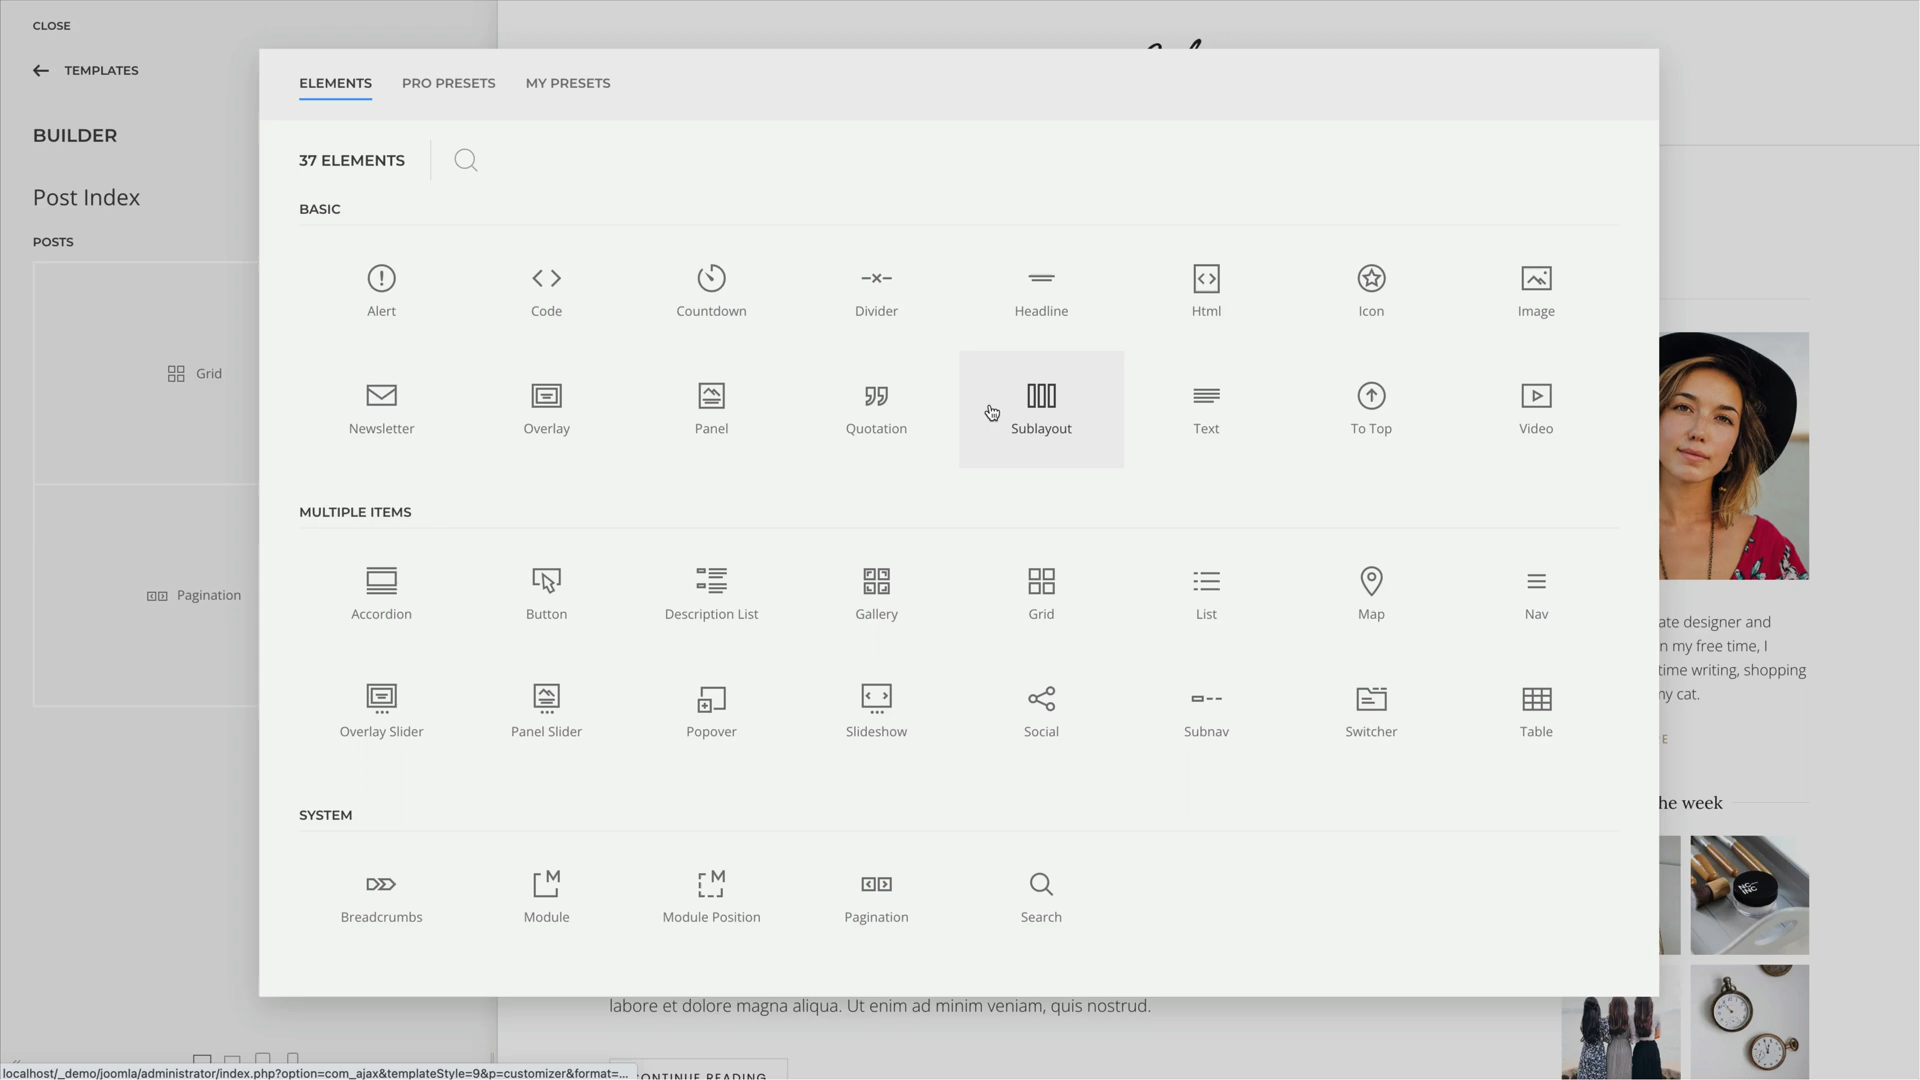 CLOSE
TEMPLATES
BUILDER
Post Index
POSTS
Grid
Pagination
ELEMENTS PRO PRESETS MY PRESETS
37 ELEMENTS
BASIC
Alert Code Countdown Divider Headline Html Icon Image
Newsletter Overlay Panel Quotation Sublayout Text To Top Video
MULTIPLE ITEMS
Accordion Button Description List Gallery Grid List Map Nav
Overlay Slider Panel Slider Popover Slideshow Social Subnav Switcher Table
SYSTEM
M M
Breadcrumbs Module Module Position Pagination Search
ate designer and
n my free time, I
time writing, shopping
ny cat.
E
he week
NC—
INC
labore et dolore magna aliqua. Ut enim ad minim veniam, quis nostrud.
ONTINUE READING
localhost/_demo/joomla/administrator/index.php?option=com_ajax&templateStyle=9&p=customizer&format=...